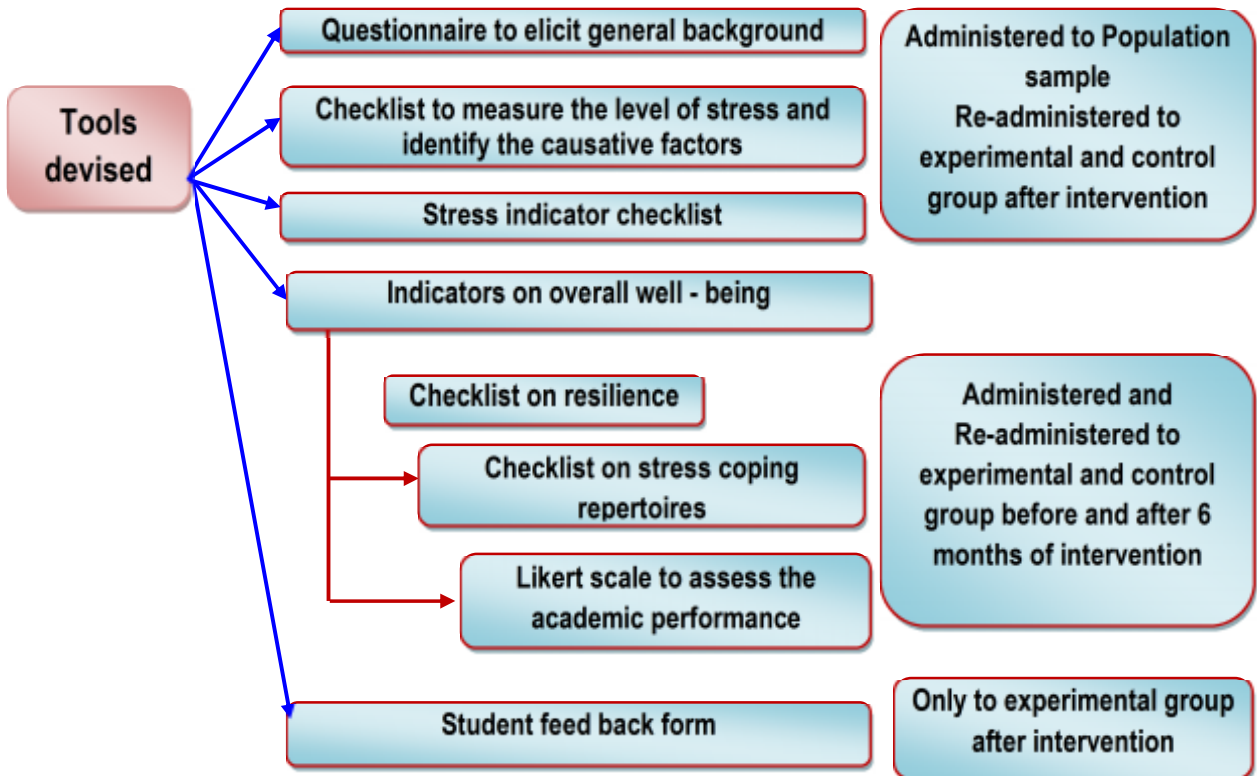 Tools
devised
Questionnaire to elicit general background
Checklist to measure the level of stress and
identify the causative factors
Stress indicator checklist
Administered to Population
sample
Re-administered to
experimental and control
group after intervention
Indicators on overall well - being
Checklist on resilience
Checklist on stress coping
repertoires
Likert scale to assess the
academic performance
Administered and
Re-administered to
experimental and control
group before and after 6
months of intervention
Student feed back form
Only to experimental group
after intervention